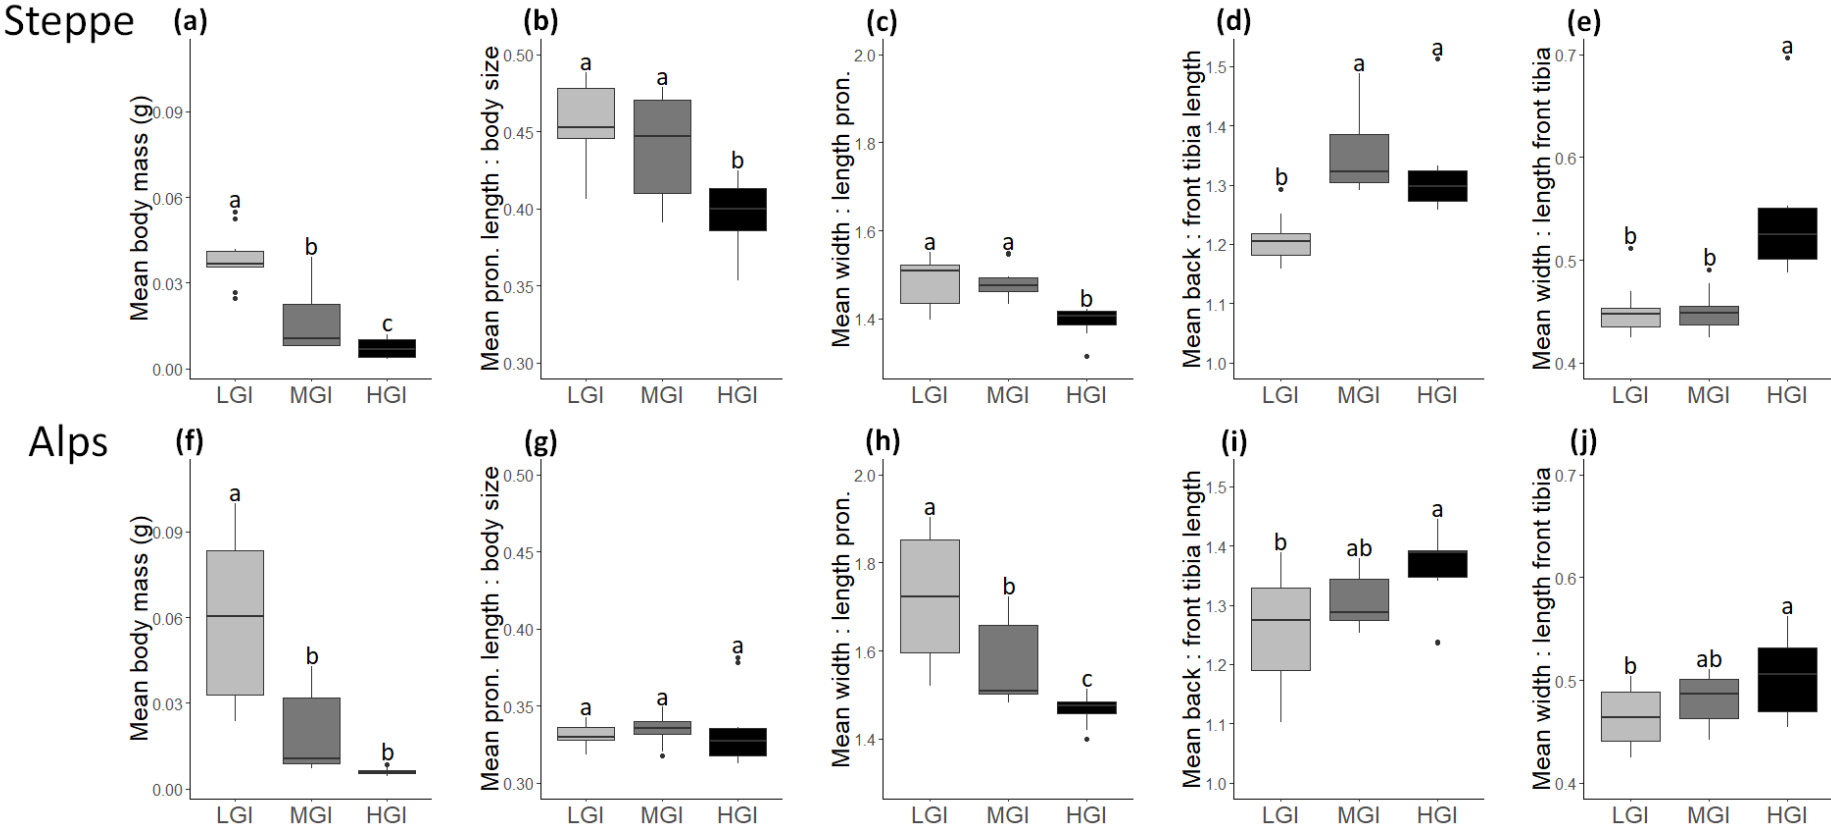 Steppe
(a)
Mean body mass (g)
0.09
0.06
0.03
0.00
a
b
c
LGI MGI HGI
(b)
Mean pron. length : body size
0.50
0.45
0.40
0.35
0.30
a
a
b
LGI MGI HGI
(c)
Mean width : length pron.
2.0
1.8
1.6
1.4
a
a
b
LGI MGI HGI
(d)
Mean back : front tibia length
1.5
1.4
1.3
1.2
1.1
1.0
b
a
a
LGI MGI HGI
(e)
Mean width : length front tibia
0.7
0.6
0.5
0.4
b
b
a
LGI MGI HGI
Alps
(f)
Mean body mass (g)
0.09
0.06
0.03
0.00
a
b
b
LGI MGI HGI
(g)
Mean pron. length : body size
0.50
0.45
0.40
0.35
0.30
a
a
a
LGI MGI HGI
(h)
Mean width : length pron.
2.0
1.8
1.6
1.4
a
b
c
LGI MGI HGI
(i)
Mean back : front tibia length
1.5
1.4
1.3
1.2
1.1
1.0
b
ab
a
LGI MGI HGI
(j)
Mean width : length front tibia
0.7
0.6
0.5
0.4
b
ab
a
LGI MGI HGI